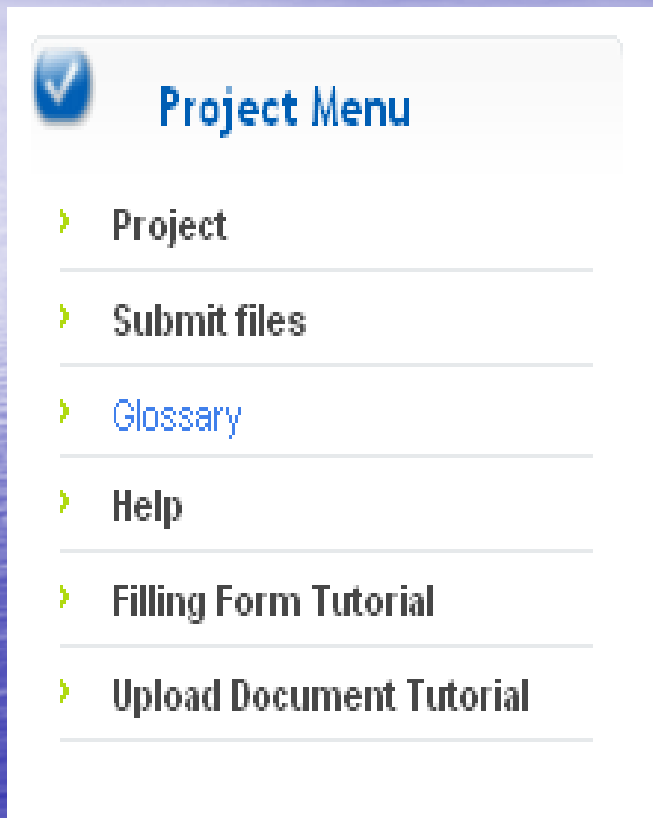 Project Menu
Project
Submit files
Glossary
Help
Filling Form Tutorial
Upload Document Tutorial